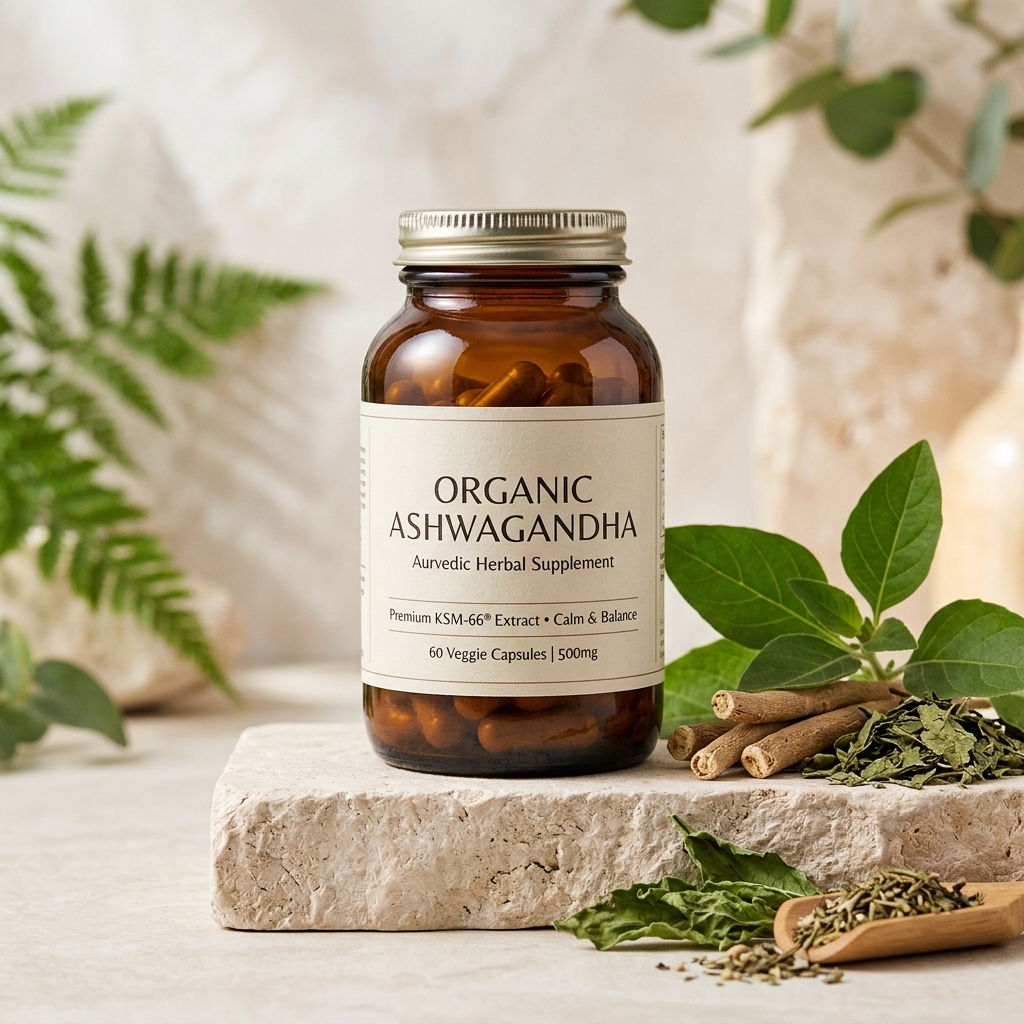 ORGANIC
ASHWAGANDHA
Aurvedic Herbal Supplement
Premium KSM-66® Extract • Calm & Balance
60 Veggie Capsules | 500mg